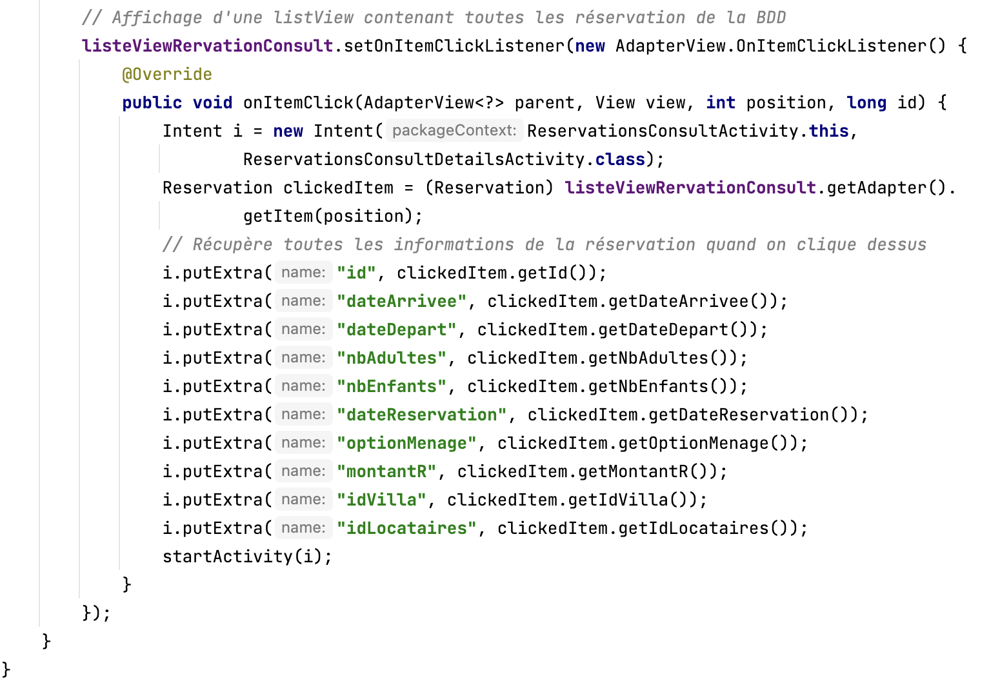 // Affichage d'une listView contenant toutes les réservation de la BDD
listeViewRervationConsult.setOnItemClickListener(new AdapterView.OnItemClickListener() {
@Override
public void onItemClick(AdapterView<?> parent, View view, int position, long id) {
Intent i = new Intent( packageContext: ReservationsConsultActivity.this,
ReservationsConsultDetailsActivity.class);
Reservation clickedItem = (Reservation) listeViewRervationConsult.getAdapter().
getItem(position);
// Récupère toutes les informations de la réservation quand on clique dessus
i.putExtra( name: "id", clickedItem.getId());
i.putExtra( name: "dateArrivee", clickedItem.getDateArrivee());
i.putExtra( name: "dateDepart", clickedItem.getDateDepart());
i.putExtra( name: "nbAdultes", clickedItem.getNbAdultes());
i.putExtra( name: "nbEnfants", clickedItem.getNbEnfants());
i.putExtra( name: "dateReservation", clickedItem.getDateReservation());
i.putExtra( name: "optionMenage", clickedItem.getOptionMenage());
i.putExtra( name: "montantR", clickedItem.getMontantR());
i.putExtra( name: "idVilla", clickedItem.getIdVilla());
i.putExtra( name: "idLocataires", clickedItem.getIdLocataires());
startActivity(i);
}
});
}
}